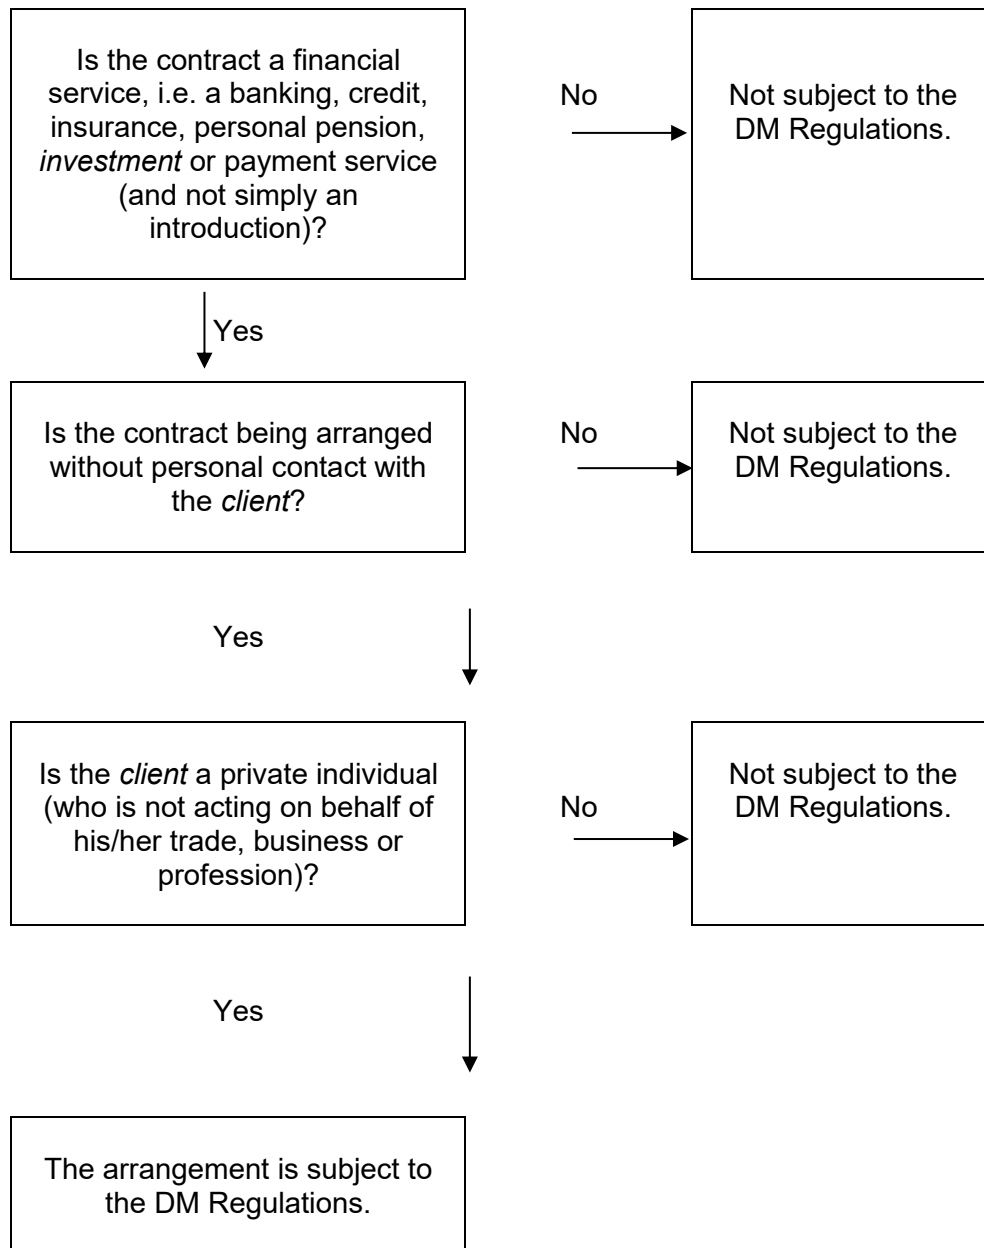 Is the contract a financial
service, i.e. a banking, credit,
insurance, personal pension,
investment or payment service
(and not simply an
introduction)?
No
Not subject to the
DM Regulations.
Yes
Is the contract being arranged
without personal contact with
the client?
No
Not subject to the
DM Regulations.
Yes
Is the client a private individual
(who is not acting on behalf of
his/her trade, business or
profession)?
No
Not subject to the
DM Regulations.
Yes
The arrangement is subject to
the DM Regulations.